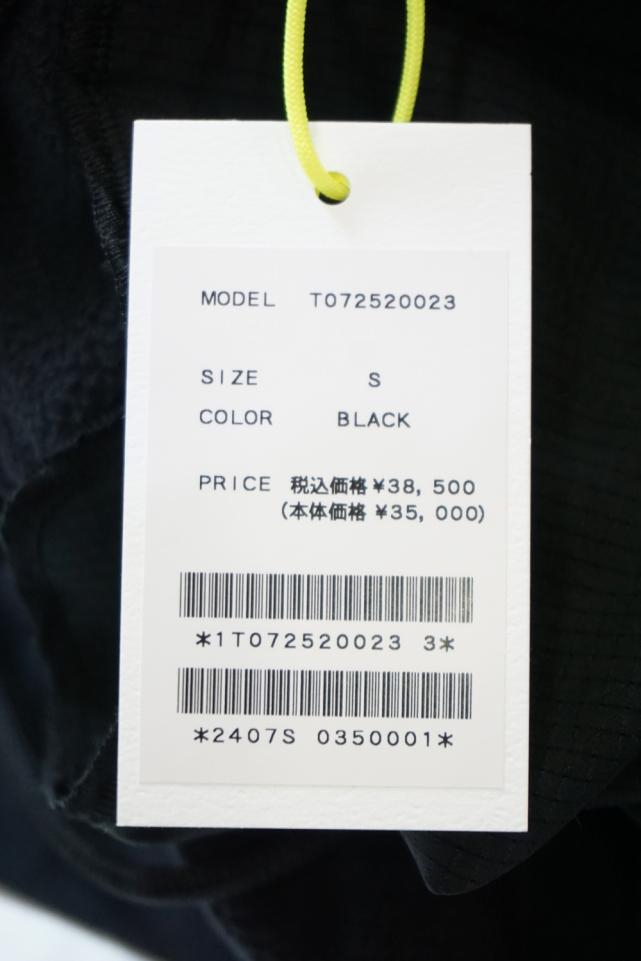 MODEL T072520023
SIZE S
COLOR BLACK
PRICE 税込価格 ¥38,500
(本体価格 ¥35,000)
*1T072520023 3*
*2407S 0350001*